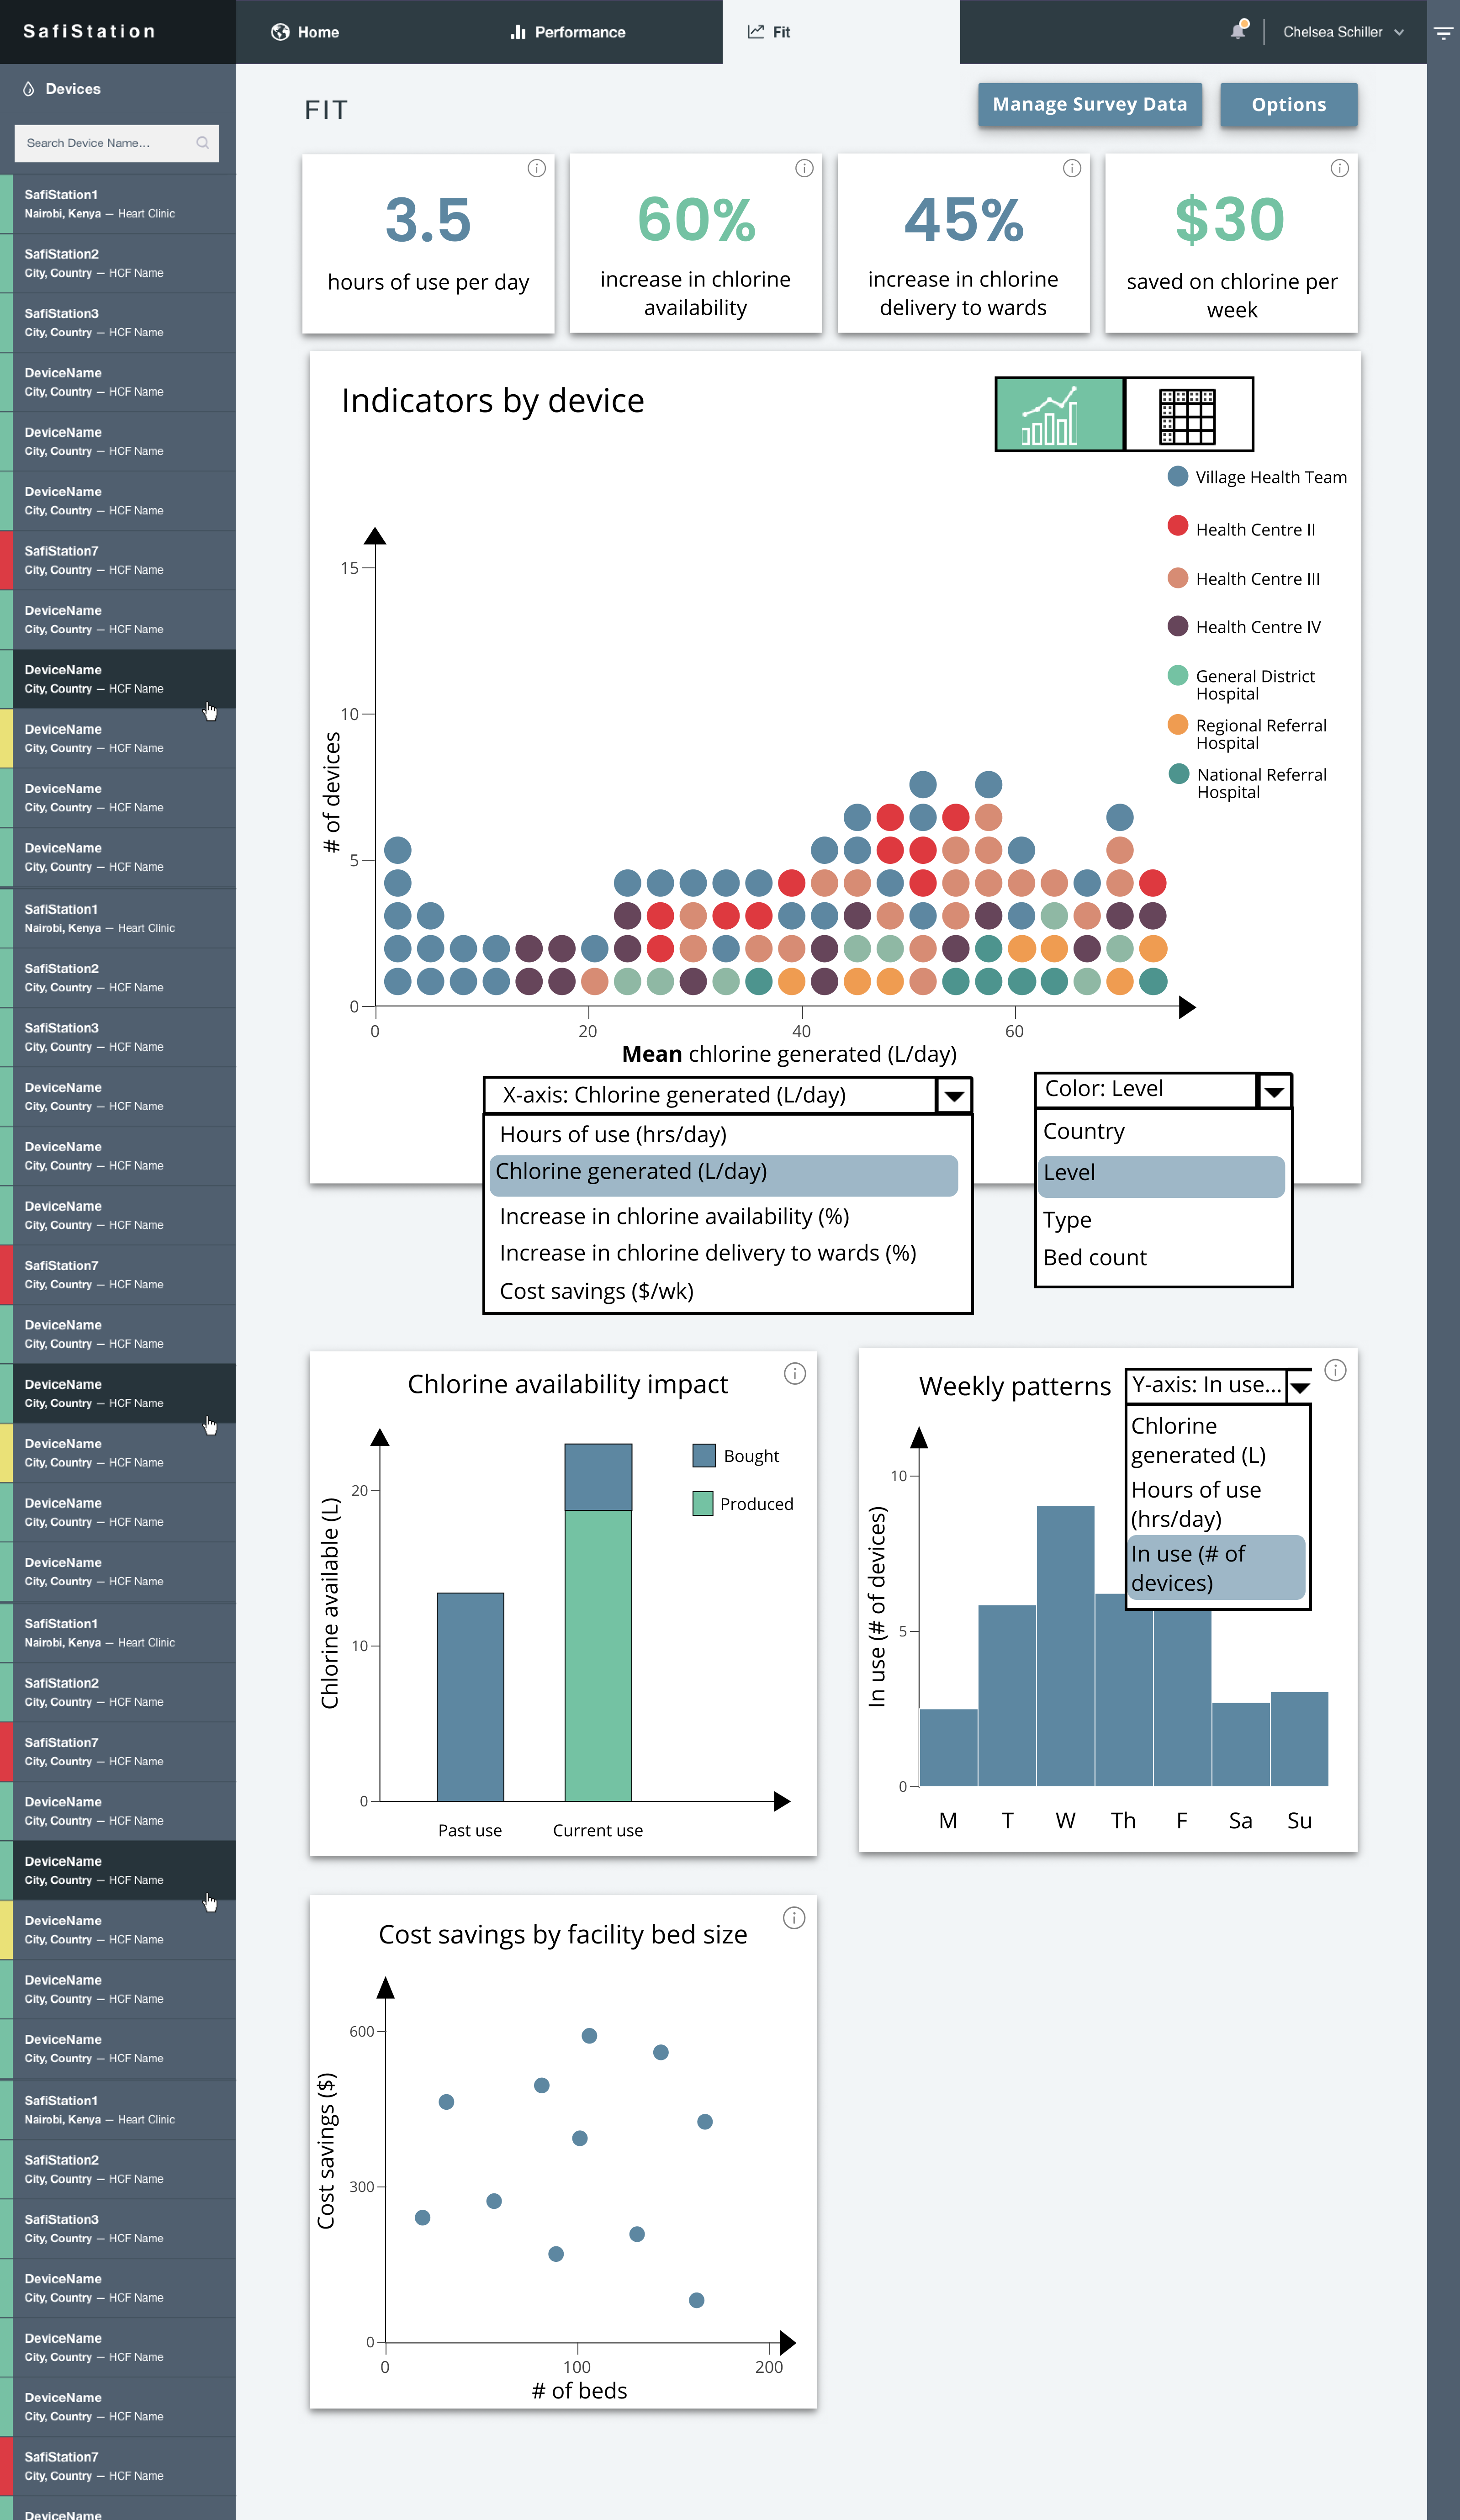 SafiStation
Home
Performance
Fit
Chelsea Schiller
Devices
Search Device Name...
SafiStation1
Nairobi, Kenya — Heart Clinic
SafiStation2
City, Country — HCF Name
SafiStation3
City, Country — HCF Name
DeviceName
City, Country — HCF Name
DeviceName
City, Country — HCF Name
DeviceName
City, Country — HCF Name
SafiStation7
City, Country — HCF Name
DeviceName
City, Country — HCF Name
DeviceName
City, Country — HCF Name
DeviceName
City, Country — HCF Name
DeviceName
City, Country — HCF Name
DeviceName
City, Country — HCF Name
SafiStation1
Nairobi, Kenya — Heart Clinic
SafiStation2
City, Country — HCF Name
SafiStation3
City, Country — HCF Name
DeviceName
City, Country — HCF Name
DeviceName
City, Country — HCF Name
DeviceName
City, Country — HCF Name
SafiStation7
City, Country — HCF Name
DeviceName
City, Country — HCF Name
DeviceName
City, Country — HCF Name
DeviceName
City, Country — HCF Name
DeviceName
City, Country — HCF Name
DeviceName
City, Country — HCF Name
SafiStation1
Nairobi, Kenya — Heart Clinic
SafiStation2
City, Country — HCF Name
SafiStation7
City, Country — HCF Name
DeviceName
City, Country — HCF Name
DeviceName
City, Country — HCF Name
DeviceName
City, Country — HCF Name
DeviceName
City, Country — HCF Name
DeviceName
City, Country — HCF Name
SafiStation1
Nairobi, Kenya — Heart Clinic
SafiStation2
City, Country — HCF Name
SafiStation3
City, Country — HCF Name
DeviceName
City, Country — HCF Name
DeviceName
City, Country — HCF Name
DeviceName
City, Country — HCF Name
SafiStation7
City, Country — HCF Name
DeviceName
FIT
Manage Survey Data
Options
3.5
hours of use per day
60%
increase in chlorine
availability
45%
increase in chlorine
delivery to wards
$30
saved on chlorine per
week
Indicators by device
Village Health Team
Health Centre II
Health Centre III
Health Centre IV
General District
Hospital
Regional Referral
Hospital
National Referral
Hospital
# of devices
15
10
5
0
0
20
40
60
Mean chlorine generated (L/day)
X-axis: Chlorine generated (L/day)
Hours of use (hrs/day)
Chlorine generated (L/day)
Increase in chlorine availability (%)
Increase in chlorine delivery to wards (%)
Cost savings ($/wk)
Color: Level
Country
Level
Type
Bed count
Chlorine availability impact
Bought
Produced
Chlorine available (L)
20
10
0
Past use
Current use
Weekly patterns
Y-axis: In use...
Chlorine
generated (L)
Hours of use
(hrs/day)
In use (# of
devices)
In use (# of devices)
10
5
0
M
T
W
Th
F
Sa
Su
Cost savings by facility bed size
Cost savings ($)
600
300
0
0
100
200
# of beds